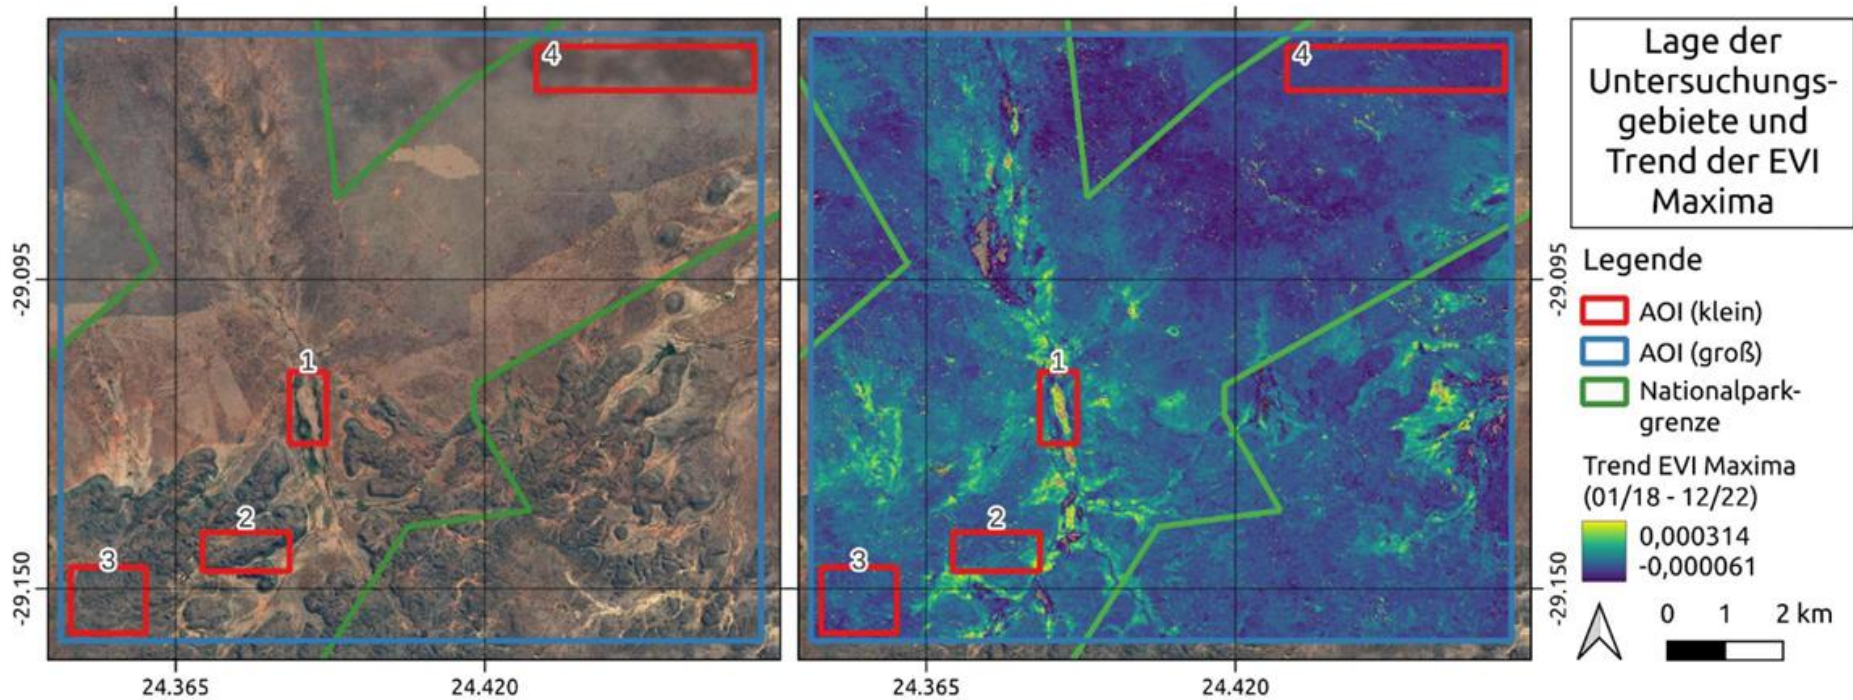 Lage der
Untersuchungs-
gebiete und
Trend der EVI
Maxima
Legende
AOI (klein)
AOI (groß)
Nationalpark-
grenze
Trend EVI Maxima
(01/18 - 12/22)
0,000314
-0,000061
0 1 2 km
4
1
2
3
-29.095
-29.150
24.365 24.420
4
1
2
3
-29.095
-29.150
24.365 24.420